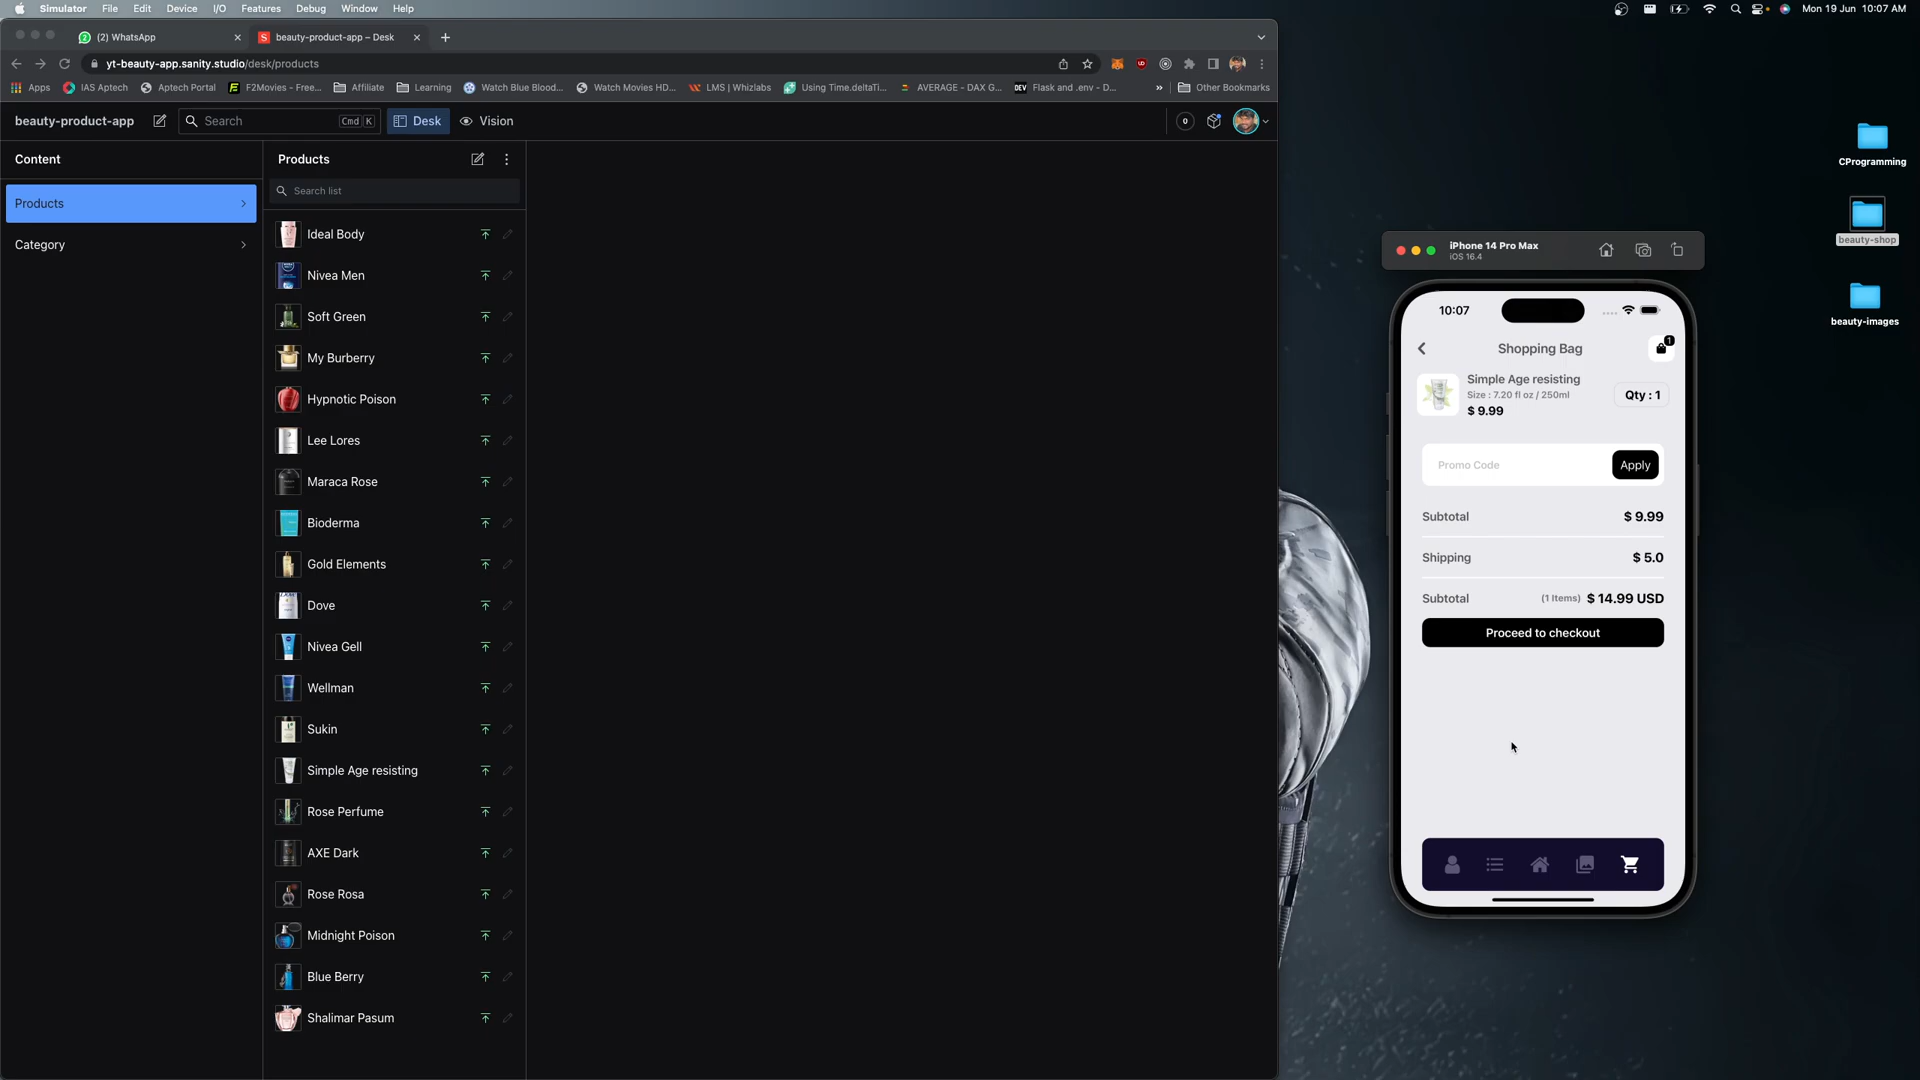 Simulator File Edit Device I/O Features Debug Window Help
Mon 19 Jun 10:07 AM
(2) WhatsApp
beauty-product-app – Desk
yt-beauty-app.sanity.studio/desk/products
Apps
IAS Aptech
Aptech Portal
F2Movies - Free...
Affiliate
Learning
Watch Blue Blood...
Watch Movies HD...
LMS | Whizlabs
Using Time.deltaTi...
AVERAGE - DAX G...
DEV
Flask and .env - D...
»
Other Bookmarks
beauty-product-app
Search
Cmd K
Desk
Vision
0
Content
Products
Category
Products
Search list
Ideal Body
Nivea Men
Soft Green
My Burberry
Hypnotic Poison
Lee Lores
Maraca Rose
Bioderma
Gold Elements
Dove
Nivea Gell
Wellman
Sukin
Simple Age resisting
Rose Perfume
AXE Dark
Rose Rosa
Midnight Poison
Blue Berry
Shalimar Pasum
CProgramming
beauty-shop
beauty-images
iPhone 14 Pro Max
iOS 16.4
10:07
Shopping Bag
1
Simple Age resisting
Size : 7.20 fl oz / 250ml
$ 9.99
Qty : 1
Promo Code
Apply
Subtotal
$ 9.99
Shipping
$ 5.0
Subtotal
(1 Items)
$ 14.99 USD
Proceed to checkout